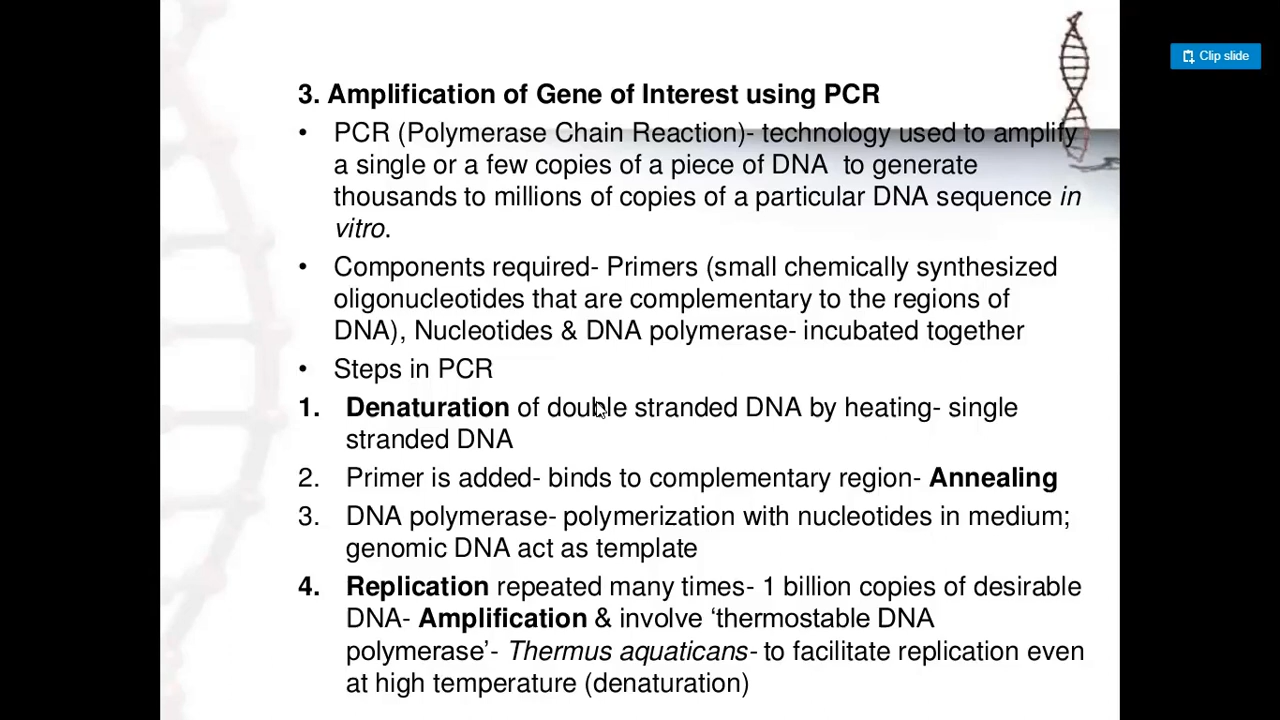 Clip slide
3. Amplification of Gene of Interest using PCR
• PCR (Polymerase Chain Reaction)- technology used to amplify
a single or a few copies of a piece of DNA to generate
thousands to millions of copies of a particular DNA sequence in
vitro.
• Components required- Primers (small chemically synthesized
oligonucleotides that are complementary to the regions of
DNA), Nucleotides & DNA polymerase- incubated together
• Steps in PCR
1. Denaturation of double stranded DNA by heating- single
stranded DNA
2. Primer is added- binds to complementary region- Annealing
3. DNA polymerase- polymerization with nucleotides in medium;
genomic DNA act as template
4. Replication repeated many times- 1 billion copies of desirable
DNA- Amplification & involve ‘thermostable DNA
polymerase’- Thermus aquaticans- to facilitate replication even
at high temperature (denaturation)